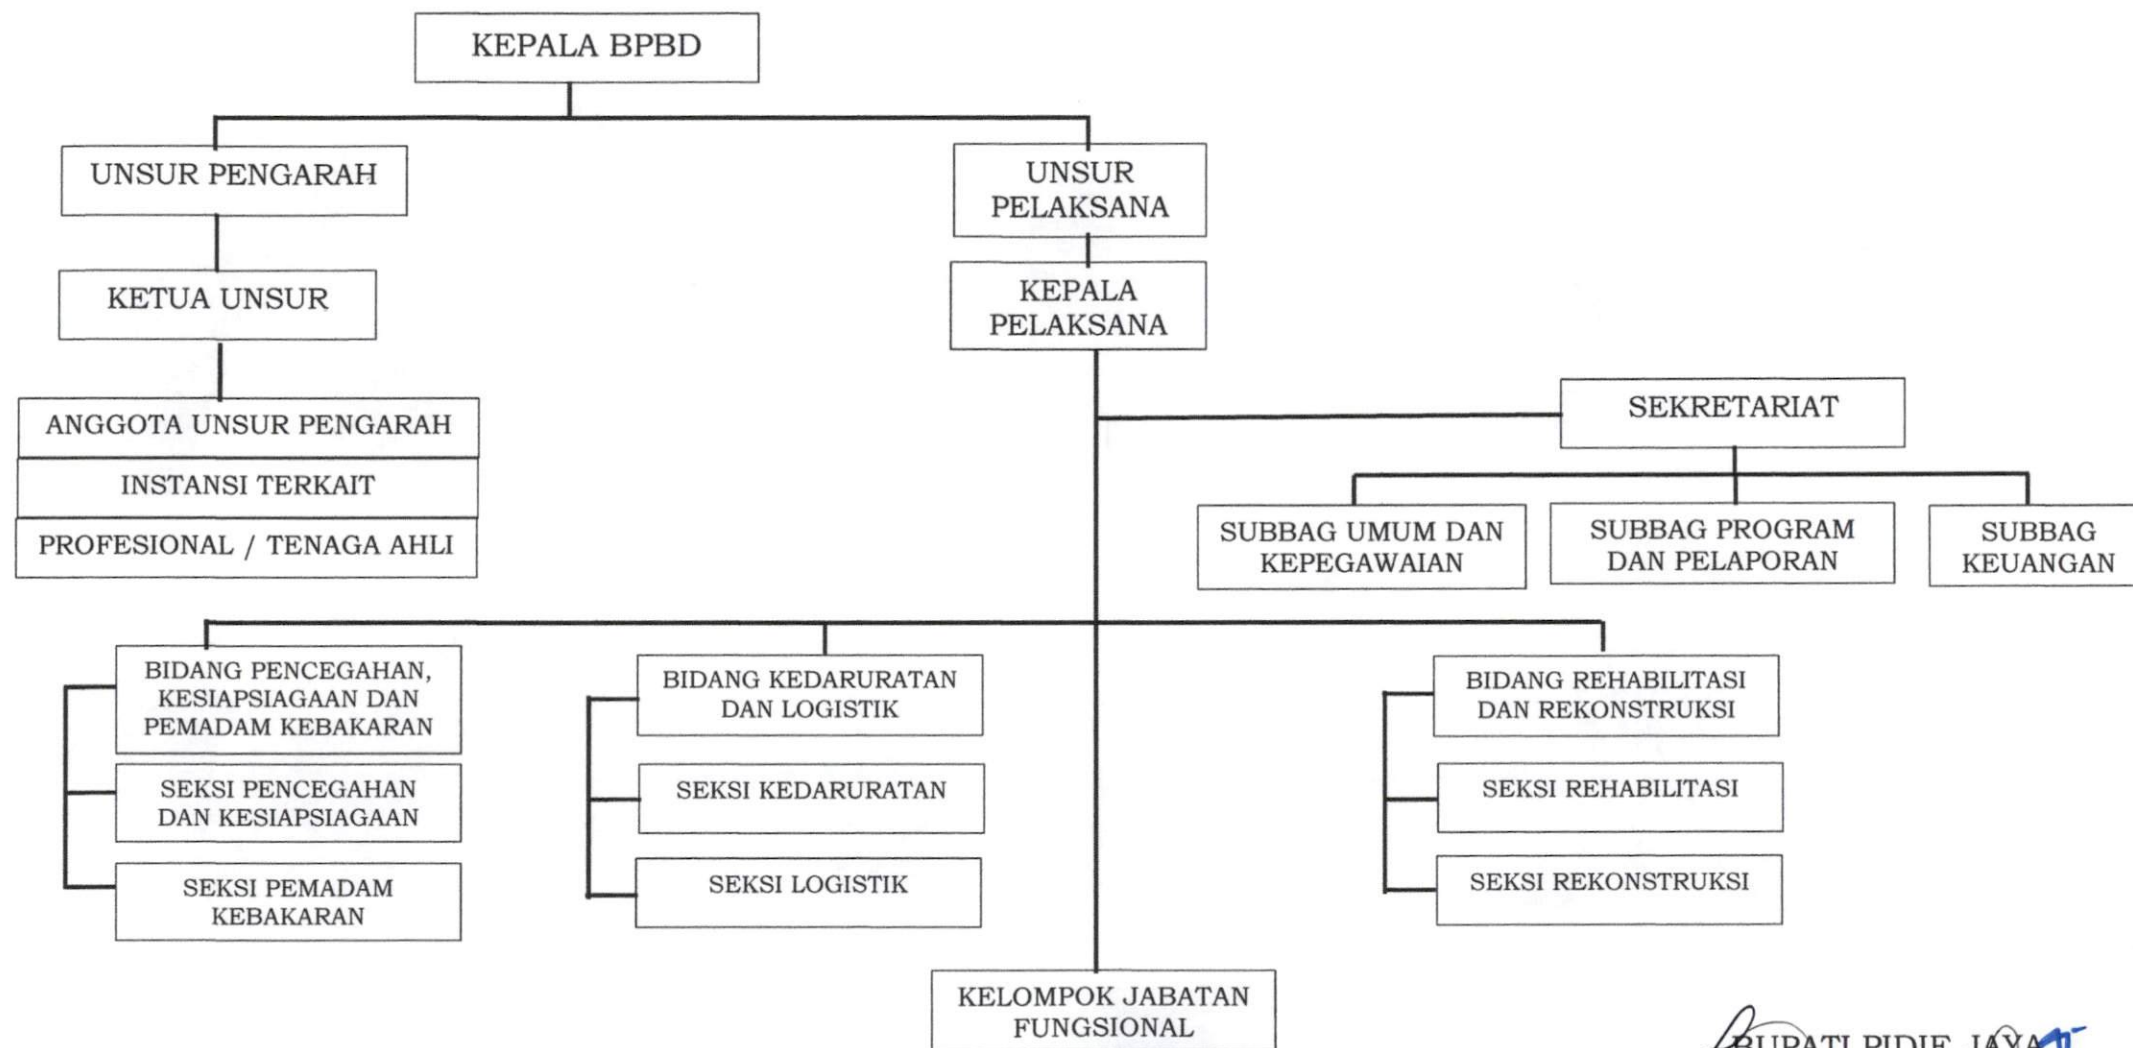 KEPALA BPBD
UNSUR PENGARAH
UNSUR
PELAKSANA
KETUA UNSUR
KEPALA
PELAKSANA
ANGGOTA UNSUR PENGARAH
INSTANSI TERKAIT
PROFESIONAL / TENAGA AHLI
SEKRETARIAT
SUBBAG UMUM DAN
KEPEGAWAIAN
SUBBAG PROGRAM
DAN PELAPORAN
SUBBAG
KEUANGAN
BIDANG PENCEGAHAN,
KESIAPSIAGAAN DAN
PEMADAM KEBAKARAN
SEKSI PENCEGAHAN
DAN KESIAPSIAGAAN
SEKSI PEMADAM
KEBAKARAN
BIDANG KEDARURATAN
DAN LOGISTIK
SEKSI KEDARURATAN
SEKSI LOGISTIK
BIDANG REHABILITASI
DAN REKONSTRUKSI
SEKSI REHABILITASI
SEKSI REKONSTRUKSI
KELOMPOK JABATAN
FUNGSIONAL
BUPATI PIDIE JAYA